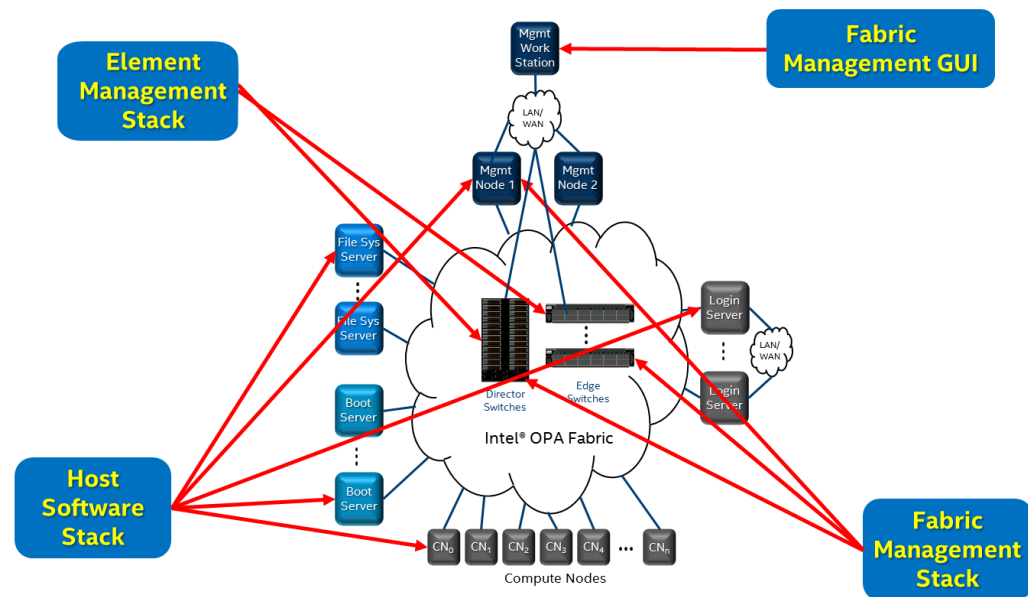 Mgmt
Work
Station
Fabric
Management GUI
Element
Management
Stack
LAN/
WAN
Mgmt
Node 1
Mgmt
Node 2
File Sys
Server
File Sys
Server
Login
Server
LAN/
WAN
Login
Server
Director
Switches
Edge
Switches
Boot
Server
Intel® OPA Fabric
Boot
Server
Host
Software
Stack
CN₀
CN₁
CN₂
CN₃
CN₄
CNₙ
Compute Nodes
Fabric
Management
Stack